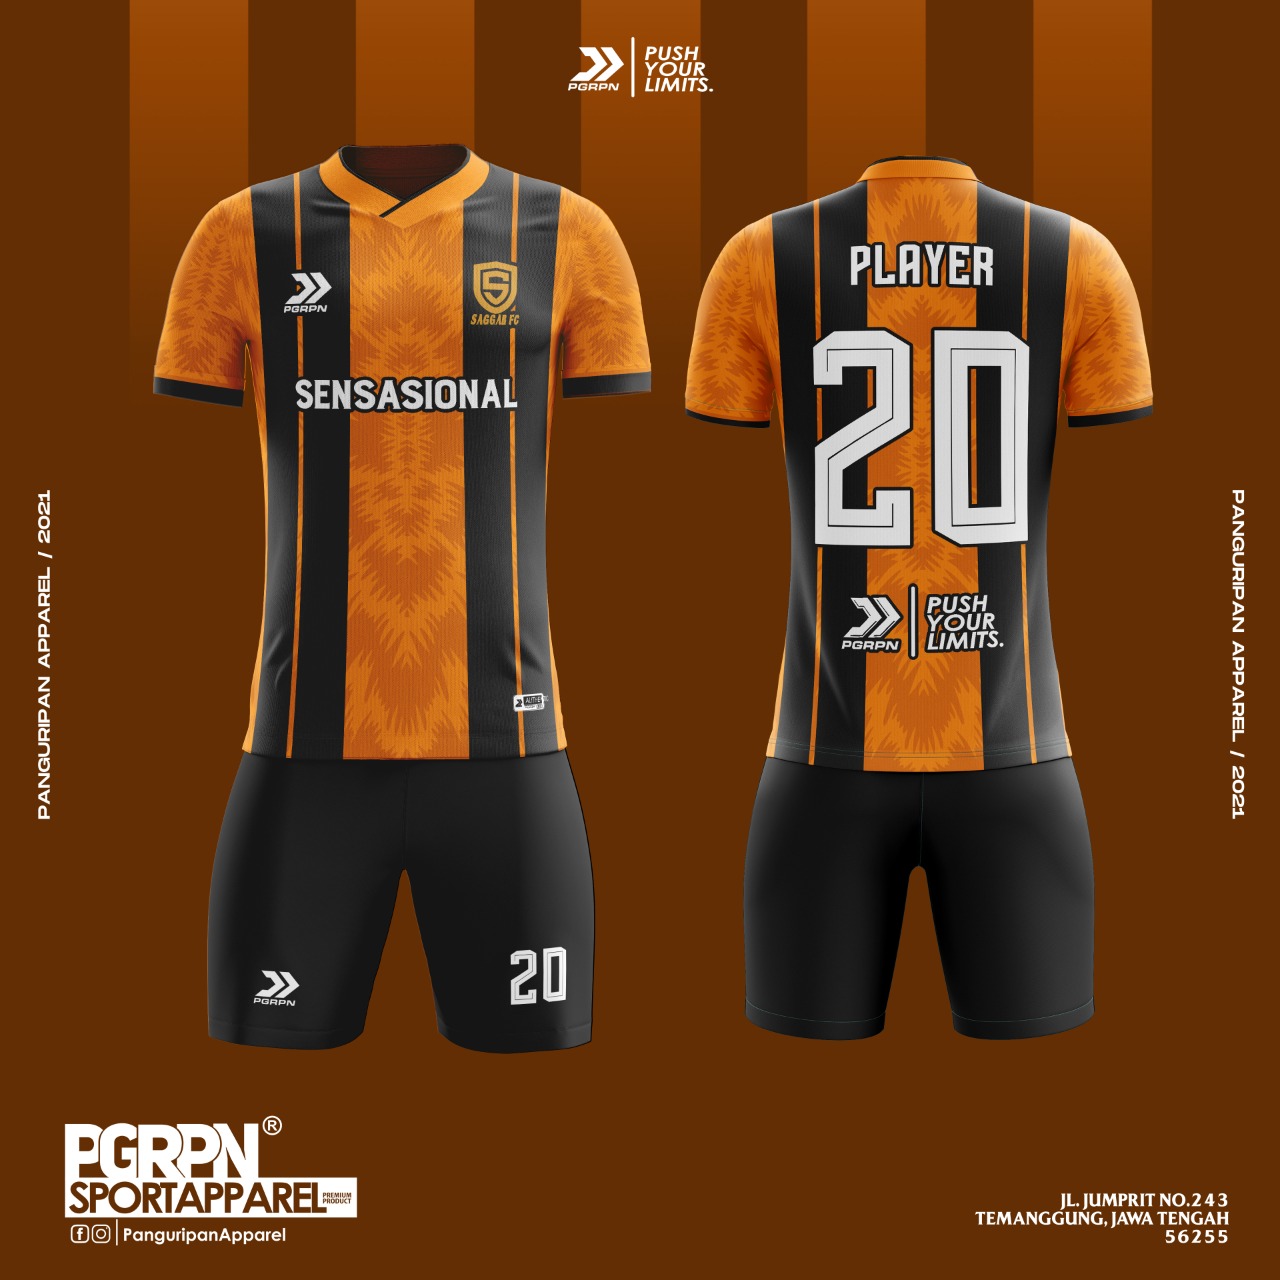 PGRPN
PUSH
YOUR
LIMITS.
PGRPN
SAGGAH FC
SENSASIONAL
PLAYER
20
PGRPN
PUSH
YOUR
LIMITS.
PANGURIPAN APPAREL / 2021
PANGURIPAN APPAREL / 2021
PGRPN
20
PGRPN®
SPORTAPPAREL
PREMIUM
PRODUCT
PanguripanApparel
JL. JUMPRIT NO.243
TEMANGGUNG, JAWA TENGAH
56255